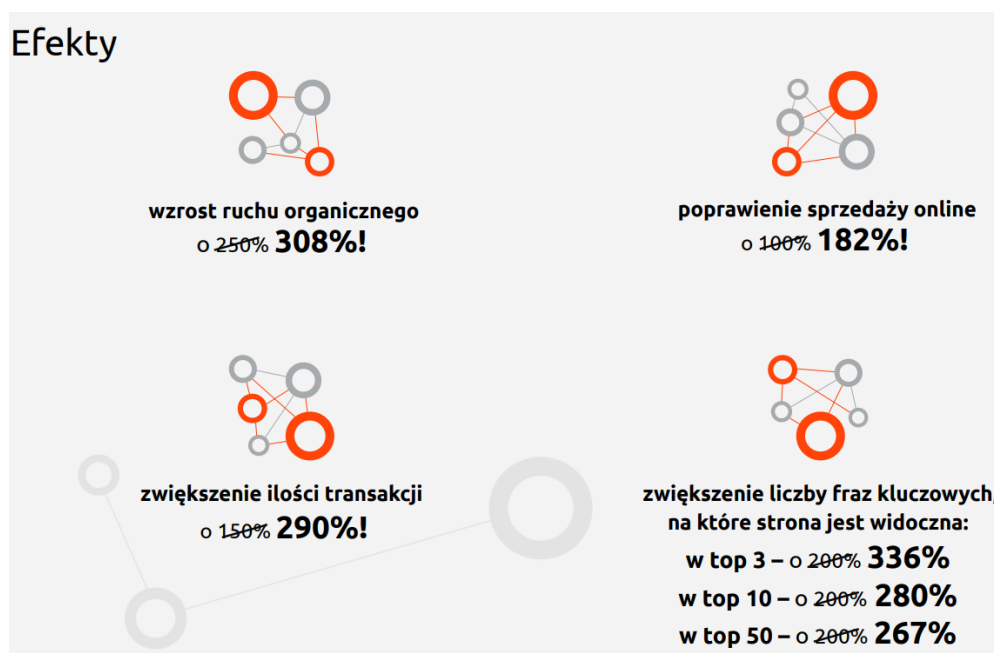 Efekty
wzrost ruchu organicznego
o 250% 308%!
poprawienie sprzedaży online
o 100% 182%!
zwiększenie ilości transakcji
o 150% 290%!
zwiększenie liczby fraz kluczowych,
na które strona jest widoczna:
w top 3 – o 200% 336%
w top 10 – o 200% 280%
w top 50 – o 200% 267%